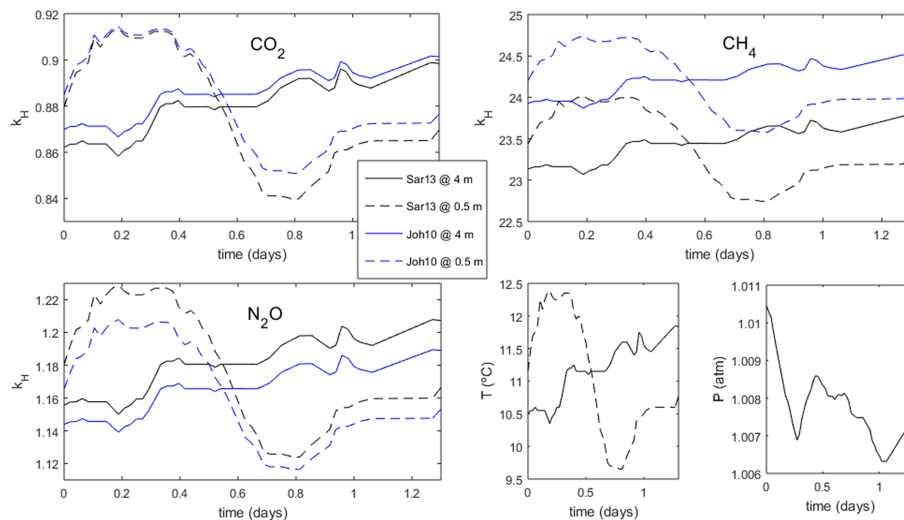 CO2
k_H
0.92
0.9
0.88
0.86
0.84
0 0.2 0.4 0.6 0.8 1
time (days)
CH4
k_H
25
24.5
24
23.5
23
22.5
0 0.2 0.4 0.6 0.8 1
time (days)
Sar13 @ 4 m
Sar13 @ 0.5 m
Joh10 @ 4 m
Joh10 @ 0.5 m
N2O
k_H
1.22
1.2
1.18
1.16
1.14
1.12
0 0.2 0.4 0.6 0.8 1 1.2
time (days)
T (ºC)
12.5
12
11.5
11
10.5
10
9.5
0 0.5 1
time (days)
P (atm)
1.011
1.01
1.009
1.008
1.007
1.006
0 0.5 1
time (days)